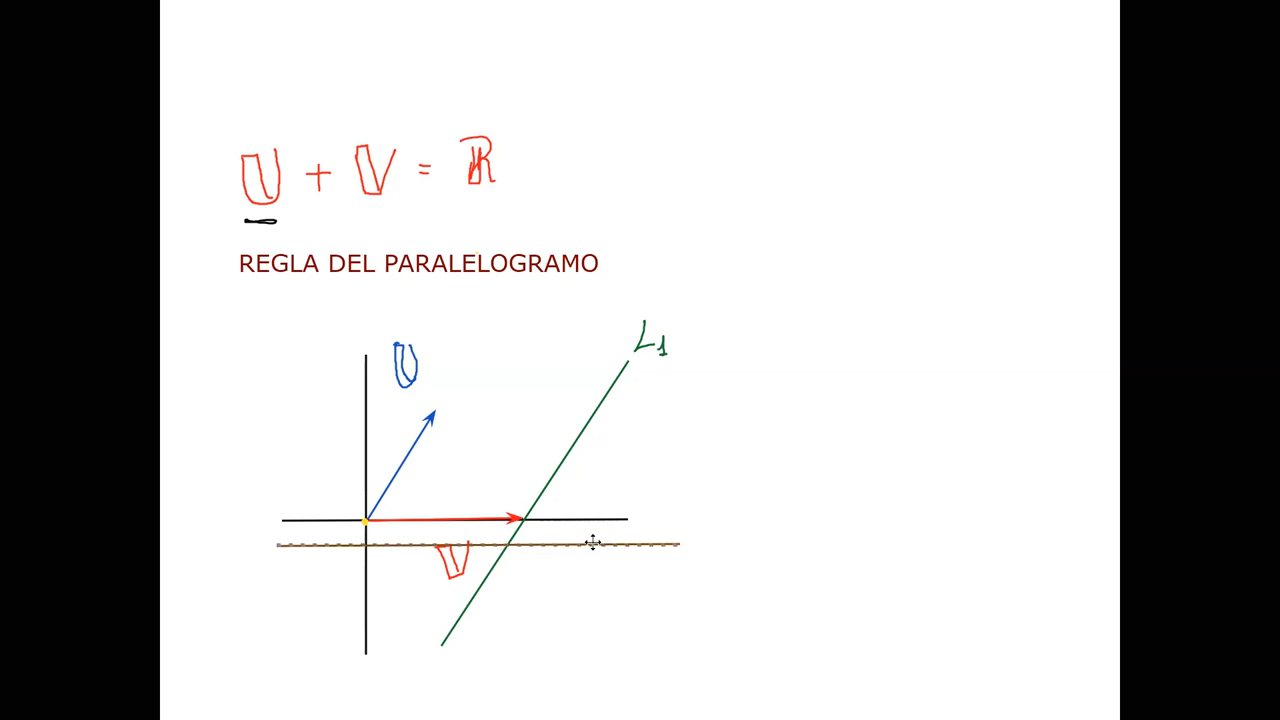 U + V = R
REGLA DEL PARALELOGRAMO
L1
U
V